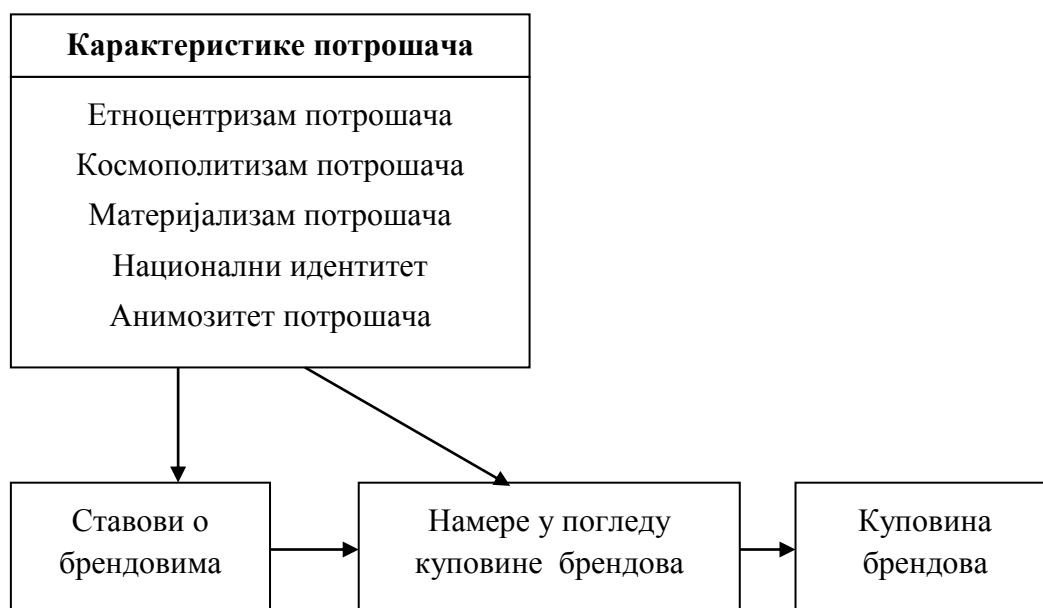 Карактеристике потрошача
Етноцентризам потрошача
Космополитизам потрошача
Материјализам потрошача
Национални идентитет
Анимозитет потрошача
Ставови о
брендовима
Намере у погледу
куповине брендова
Куповина
брендова